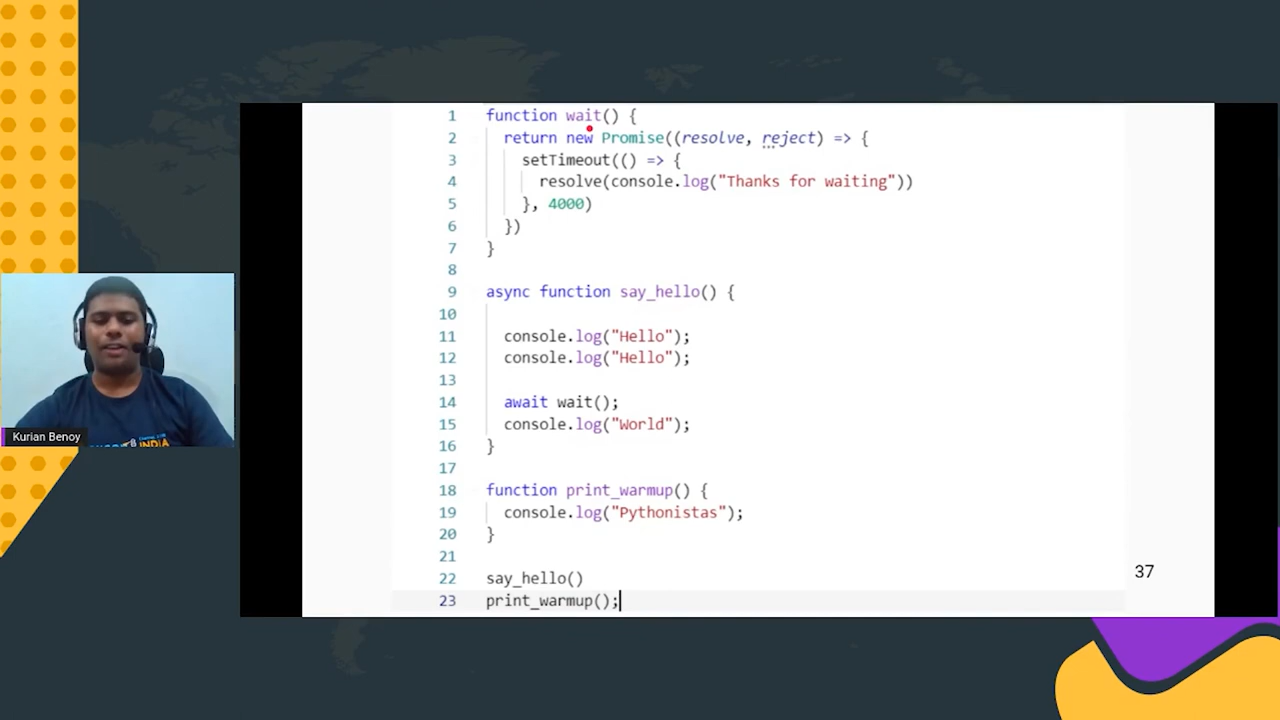 1 function wait() {
2 return new Promise((resolve, reject) => {
3 setTimeout(() => {
4 resolve(console.log("Thanks for waiting"))
5 }, 4000)
6 })
7 }
8
9 async function say_hello() {
10
11 console.log("Hello");
12 console.log("Hello");
13
14 await wait();
15 console.log("World");
16 }
17
18 function print_warmup() {
19 console.log("Pythonistas");
20 }
21
22 say_hello()
23 print_warmup();
37
Kurian Benoy
INDIA